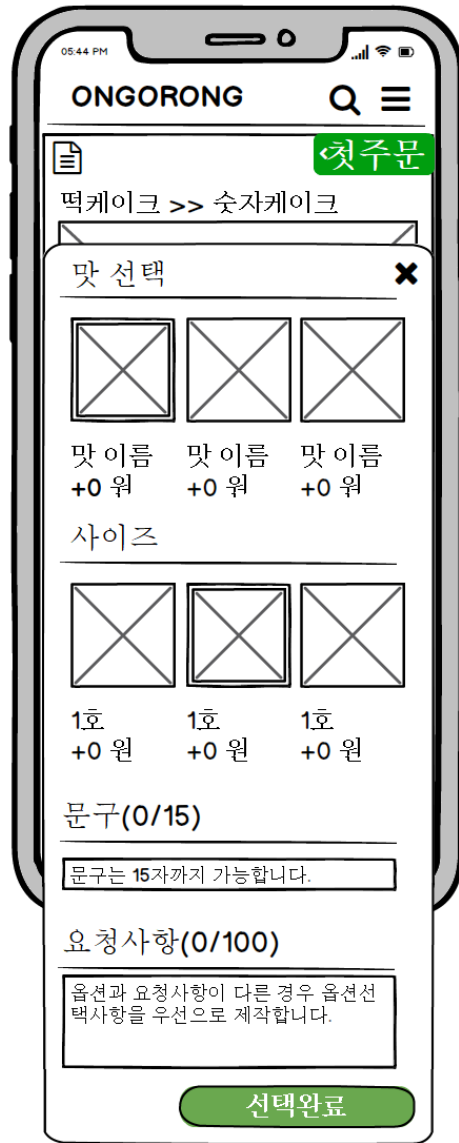 05:44 PM
ONGORONG
<첫주문
떡케이크 >> 숫자케이크
맛 선택
맛 이름 맛 이름 맛 이름
+0 원 +0 원 +0 원
사이즈
1호 1호 1호
+0 원 +0 원 +0 원
문구(0/15)
문구는 15자까지 가능합니다.
요청사항(0/100)
옵션과 요청사항이 다른 경우 옵션선
택사항을 우선으로 제작합니다.
선택완료